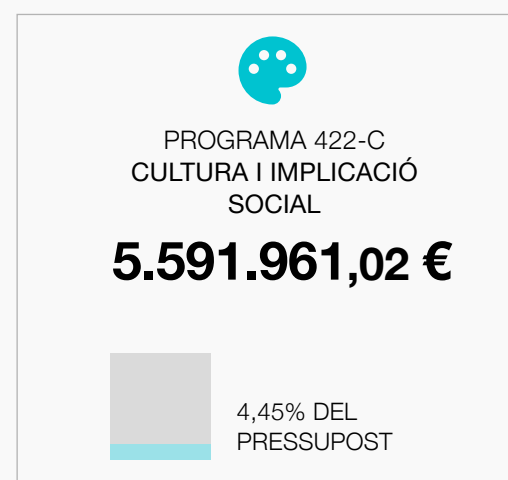 PROGRAMA 422-C
CULTURA I IMPLICACIÓ
SOCIAL
5.591.961,02 €
4,45% DEL
PRESSUPOST